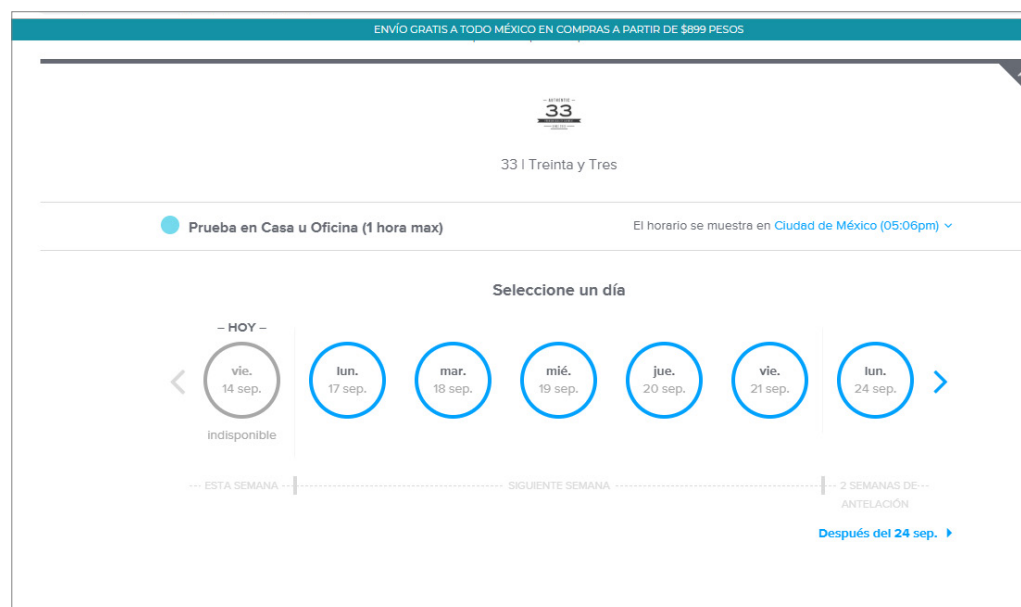 ENVÍO GRATIS A TODO MÉXICO EN COMPRAS A PARTIR DE $899 PESOS
33
33 | Treinta y Tres
Prueba en Casa u Oficina (1 hora max)
El horario se muestra en Ciudad de México (05:06pm)
Seleccione un día
– HOY –
vie.
14 sep.
indisponible
lun.
17 sep.
mar.
18 sep.
mié.
19 sep.
jue.
20 sep.
vie.
21 sep.
lun.
24 sep.
--- ESTA SEMANA ---
SIGUIENTE SEMANA
--- 2 SEMANAS DE---
ANTELACIÓN
Después del 24 sep.